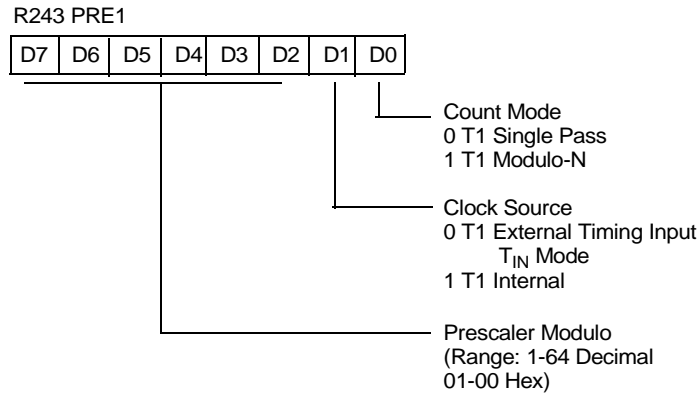 R243 PRE1
D7 D6 D5 D4 D3 D2 D1 D0
Count Mode
0 T1 Single Pass
1 T1 Modulo-N
Clock Source
0 T1 External Timing Input
TIN Mode
1 T1 Internal
Prescaler Modulo
(Range: 1-64 Decimal
01-00 Hex)